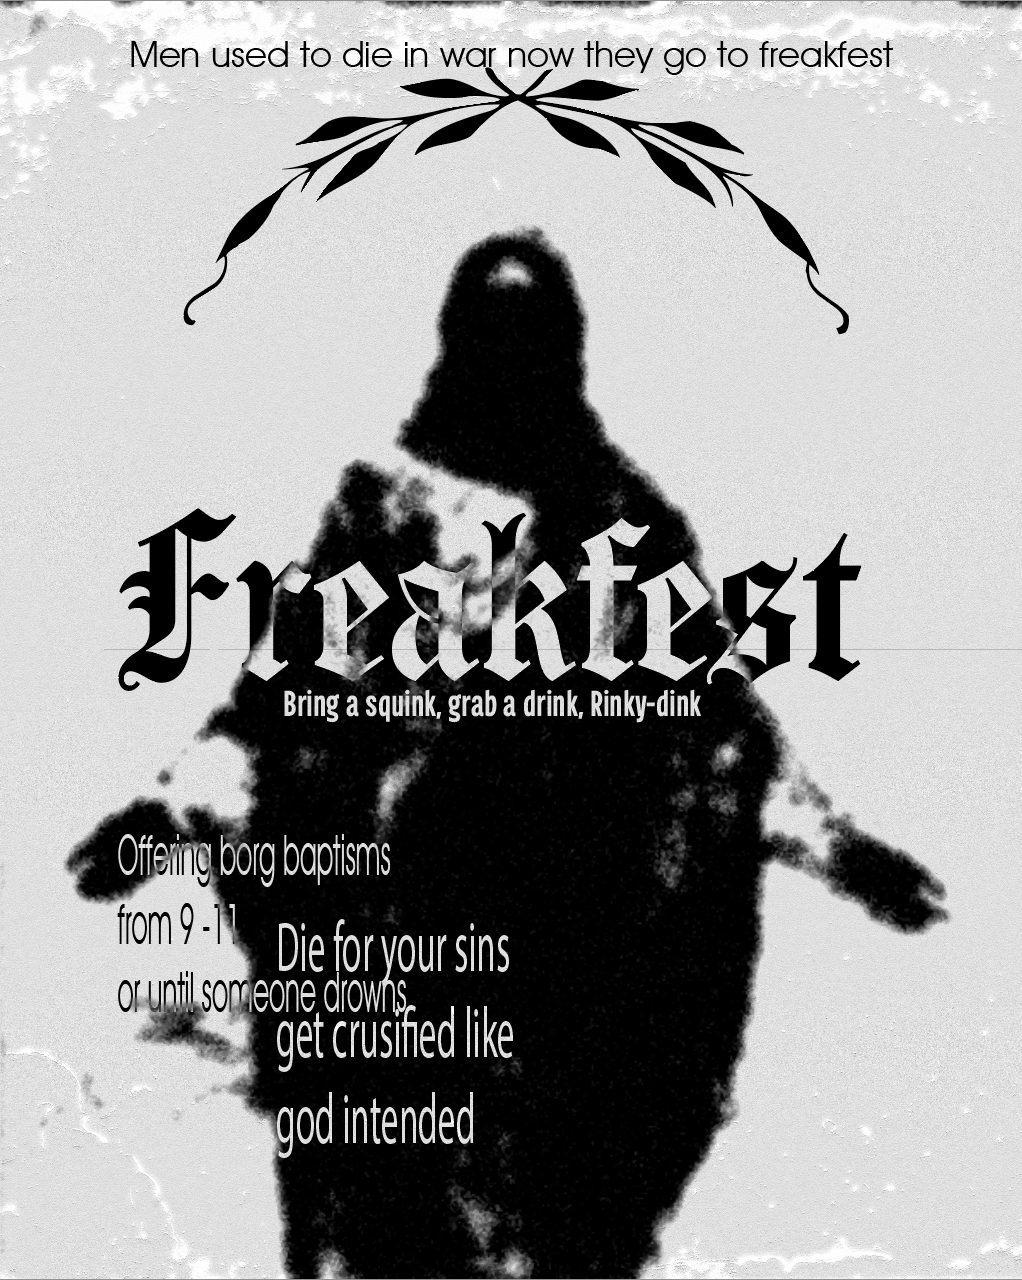 Men used to die in war now they go to freakfest
Freakfest
Bring a squink, grab a drink, Rinky-dink
Offering borg baptisms
from 9 -11
or until someone drowns
Die for your sins
get crusified like
god intended